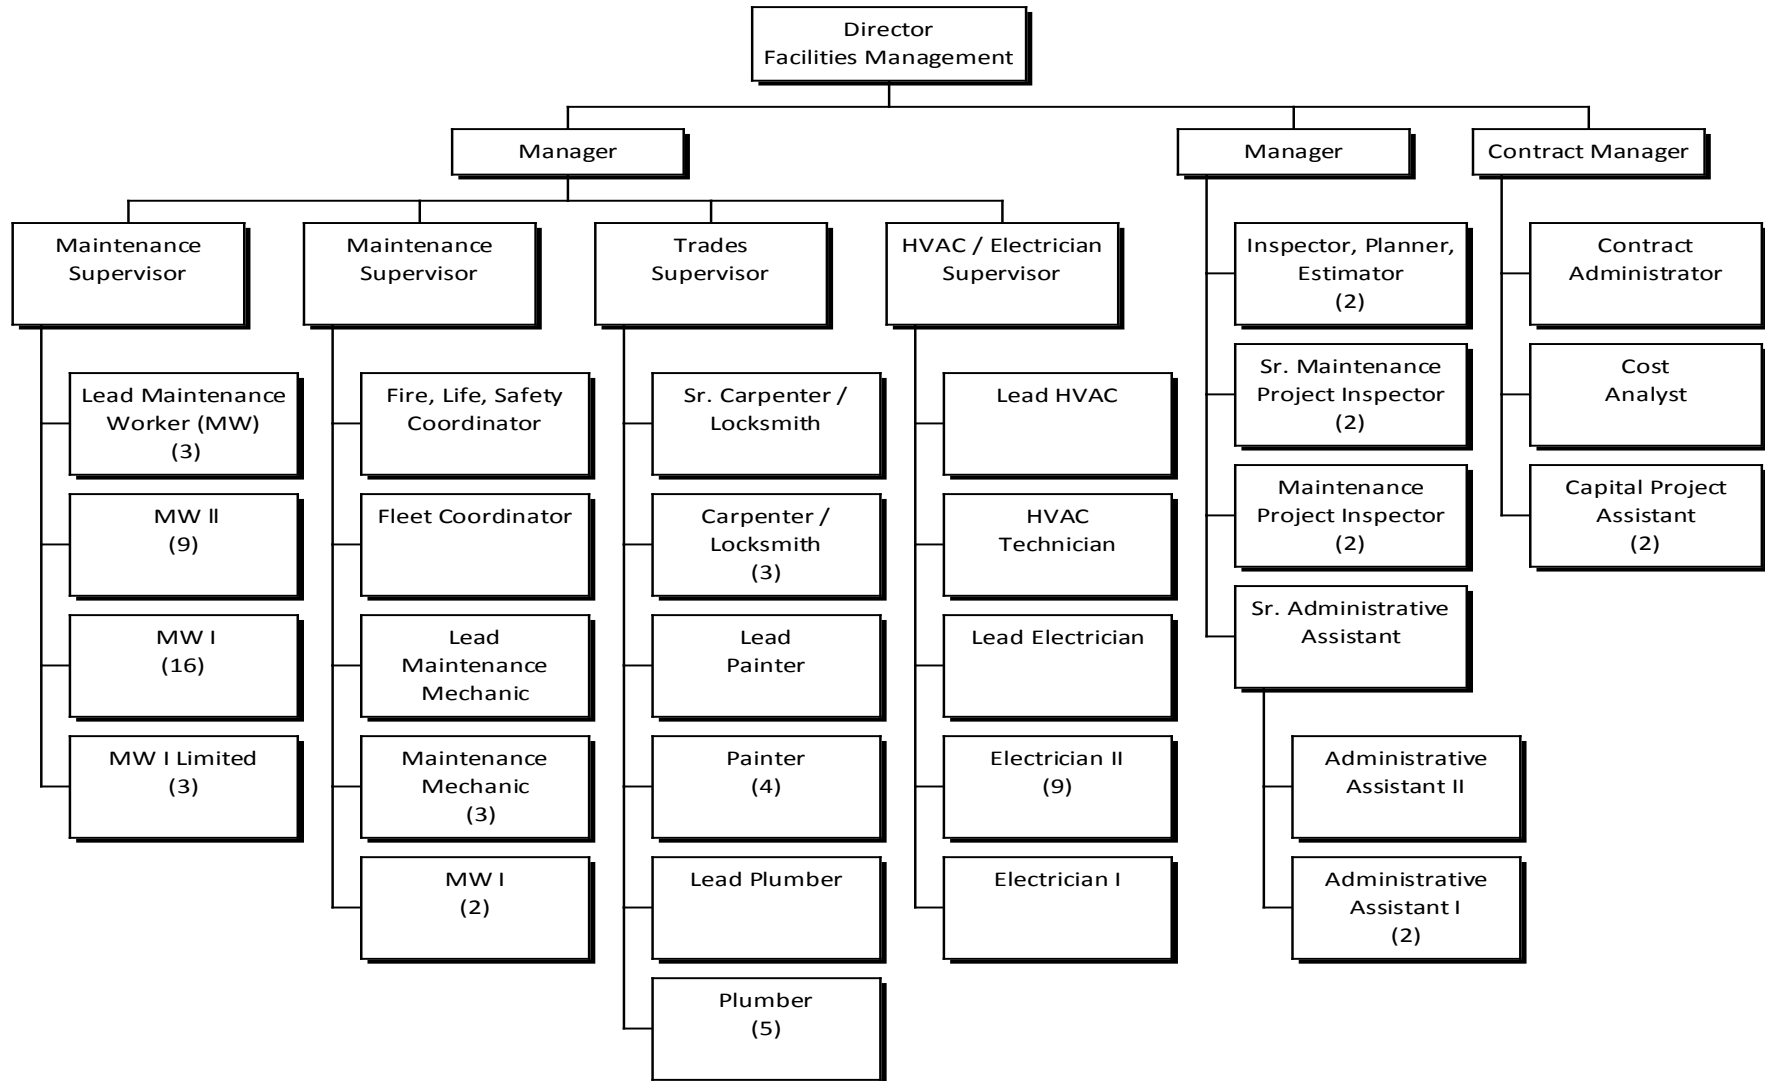 Director
Facilities Management
Manager
Manager
Contract Manager
Maintenance
Supervisor
Maintenance
Supervisor
Trades
Supervisor
HVAC / Electrician
Supervisor
Inspector, Planner,
Estimator
(2)
Contract
Administrator
Lead Maintenance
Worker (MW)
(3)
Fire, Life, Safety
Coordinator
Sr. Carpenter /
Locksmith
Lead HVAC
Sr. Maintenance
Project Inspector
(2)
Cost
Analyst
MW ll
(9)
Fleet Coordinator
Carpenter /
Locksmith
(3)
HVAC
Technician
Maintenance
Project Inspector
(2)
Capital Project
Assistant
(2)
MW I
(16)
Lead
Maintenance
Mechanic
Lead
Painter
Lead Electrician
Sr. Administrative
Assistant
MW I Limited
(3)
Maintenance
Mechanic
(3)
Painter
(4)
Electrician II
(9)
Administrative
Assistant II
MW I
(2)
Lead Plumber
Electrician I
Administrative
Assistant I
(2)
Plumber
(5)